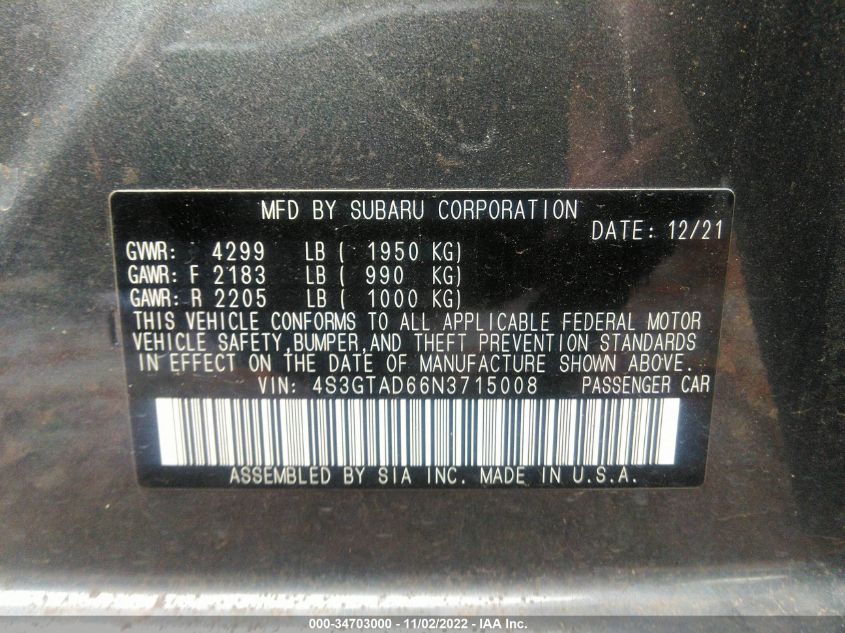 MFD BY SUBARU CORPORATION
DATE: 12/21
GVWR: 4299 LB ( 1950 KG)
GAWR: F 2183 LB ( 990 KG)
GAWR: R 2205 LB ( 1000 KG)
THIS VEHICLE CONFORMS TO ALL APPLICABLE FEDERAL MOTOR
VEHICLE SAFETY,BUMPER,AND THEFT PREVENTION STANDARDS
IN EFFECT ON THE DATE OF MANUFACTURE SHOWN ABOVE.
VIN: 4S3GTAD66N3715008 PASSENGER CAR
ASSEMBLED BY SIA INC. MADE IN U.S.A.
000-34703000 - 11/02/2022 - IAA Inc.